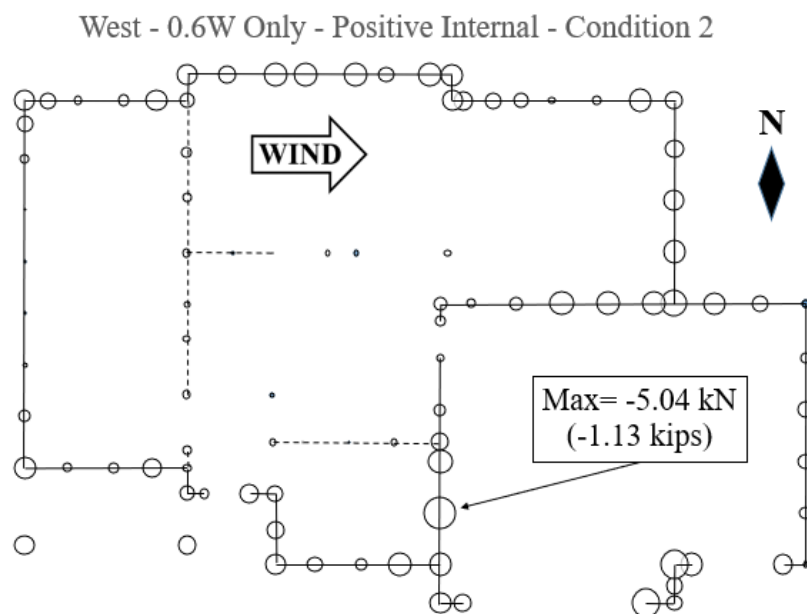 West - 0.6W Only - Positive Internal - Condition 2
N
WIND
Max= -5.04 kN
(-1.13 kips)